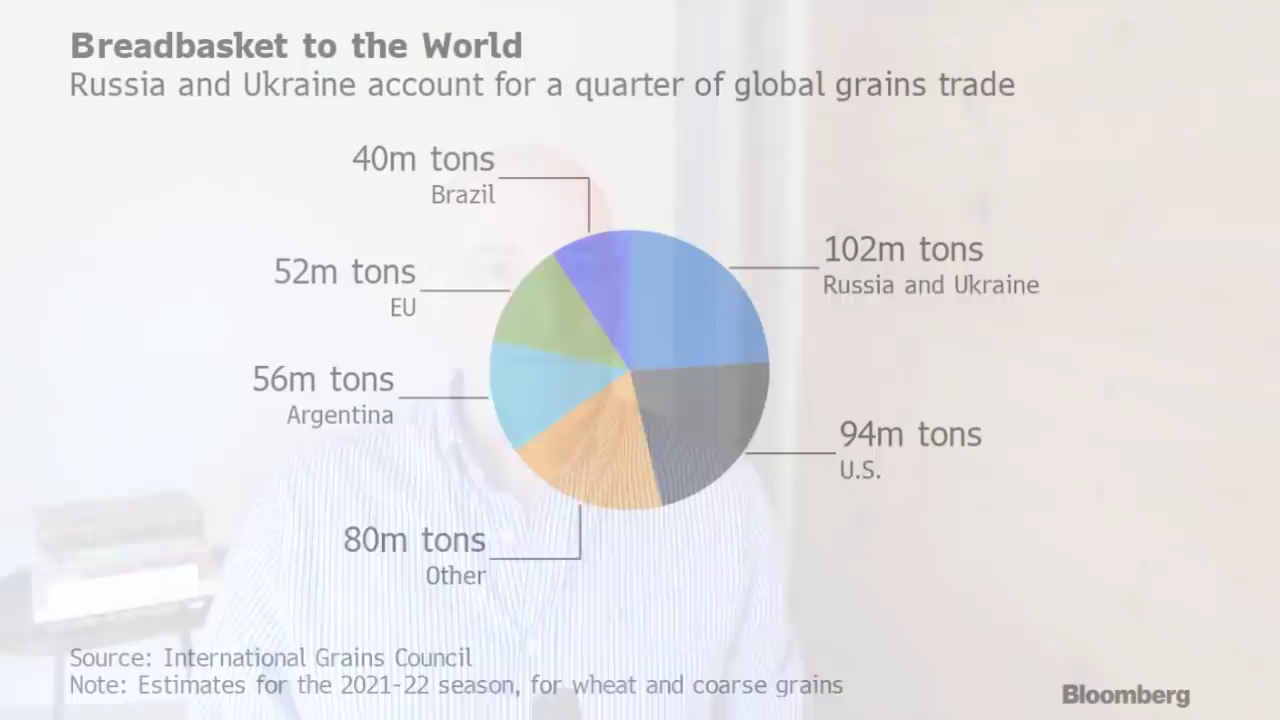 Breadbasket to the World
Russia and Ukraine account for a quarter of global grains trade
40m tons
Brazil
102m tons
Russia and Ukraine
52m tons
EU
56m tons
Argentina
94m tons
U.S.
80m tons
Other
Source: International Grains Council
Note: Estimates for the 2021-22 season, for wheat and coarse grains
Bloomberg